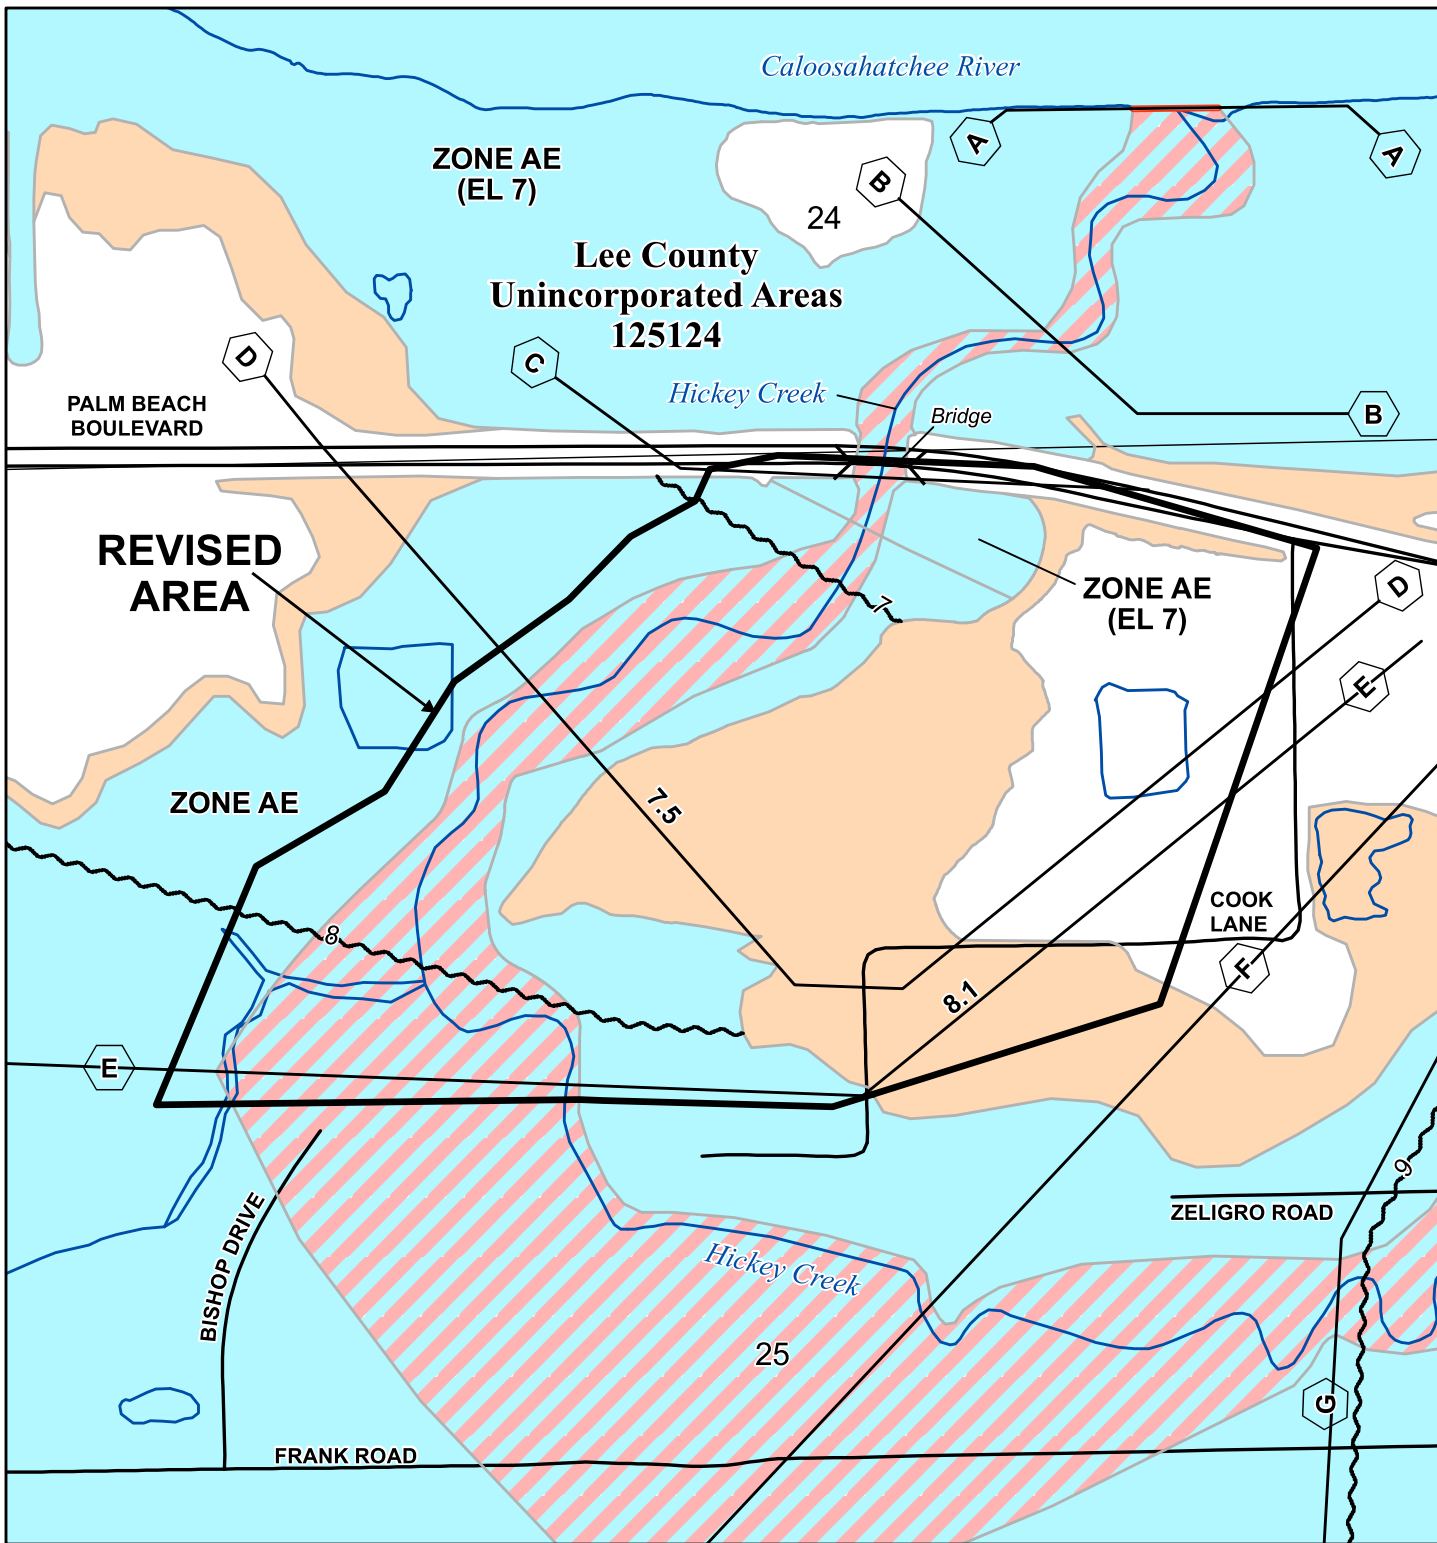 Caloosahatchee River
A
A
ZONE AE
(EL 7)
B
24
Lee County
Unincorporated Areas
125124
D
C
Hickey Creek
PALM BEACH
BOULEVARD
Bridge
B
REVISED
AREA
ZONE AE
(EL 7)
D
7
E
ZONE AE
7.5
COOK
LANE
8
F
8.1
E
9
ZELIGRO ROAD
BISHOP DRIVE
Hickey Creek
25
G
FRANK ROAD